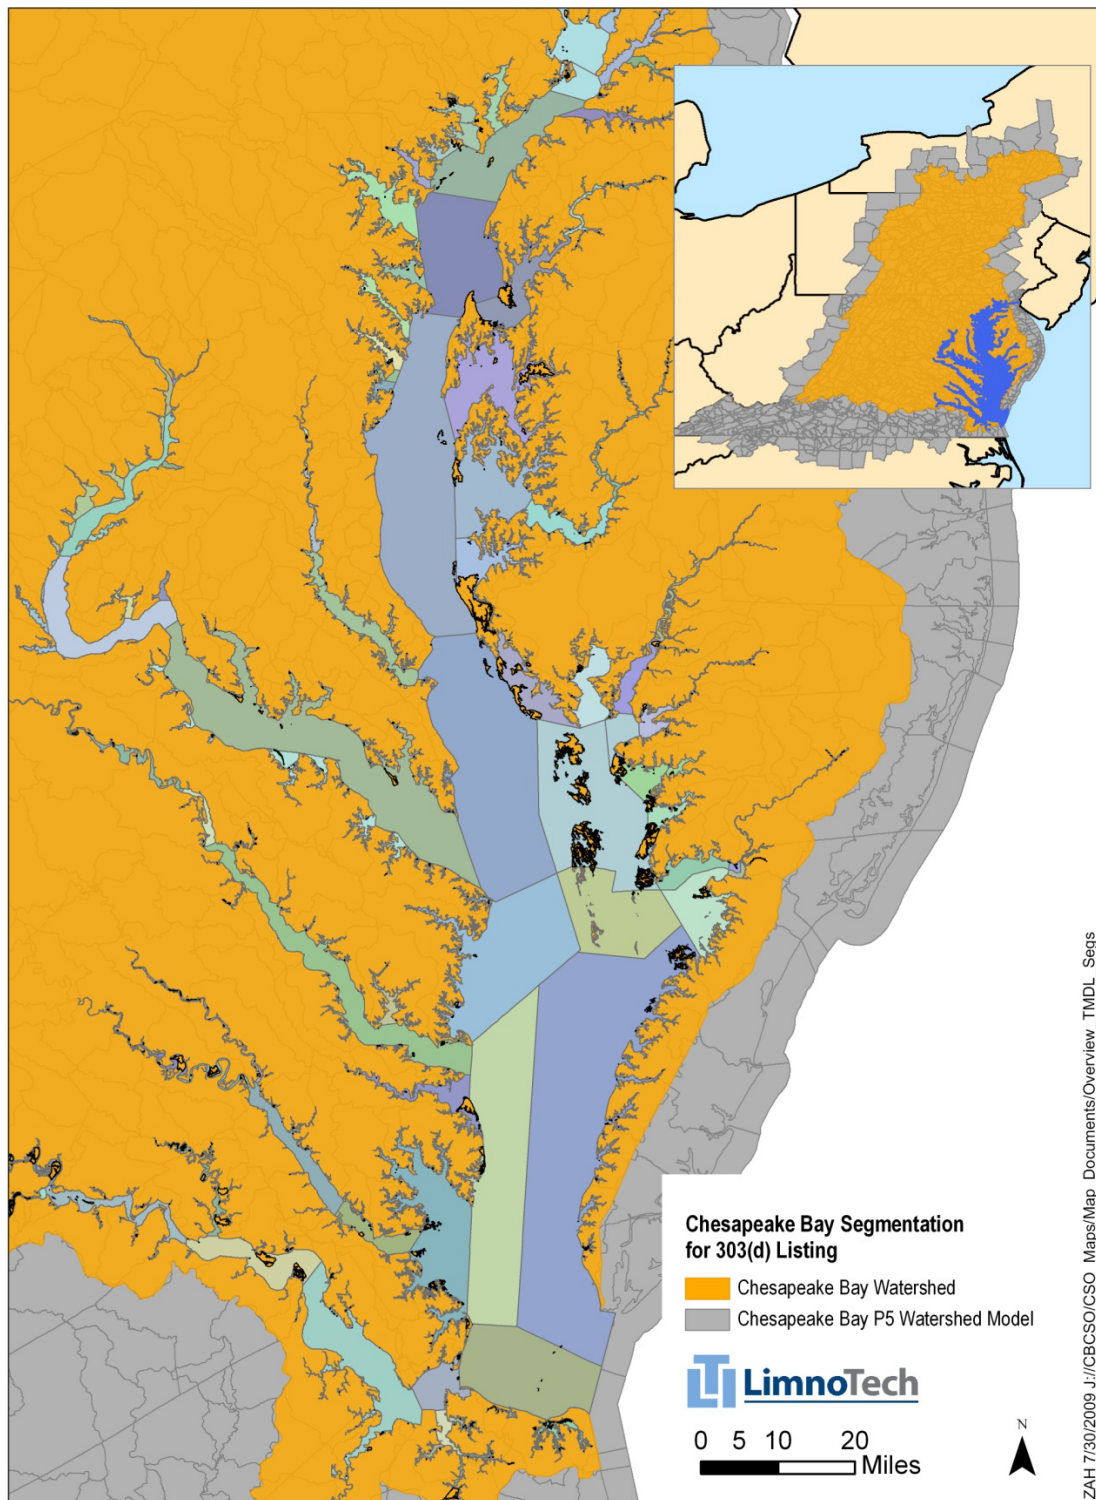 Chesapeake Bay Segmentation
for 303(d) Listing
Chesapeake Bay Watershed
Chesapeake Bay P5 Watershed Model
LimnoTech
0 5 10 20
Miles
N
ZAH 7/30/2009 J://CBCSO/CSO Maps/Map Documents/Overview TMDL Segs